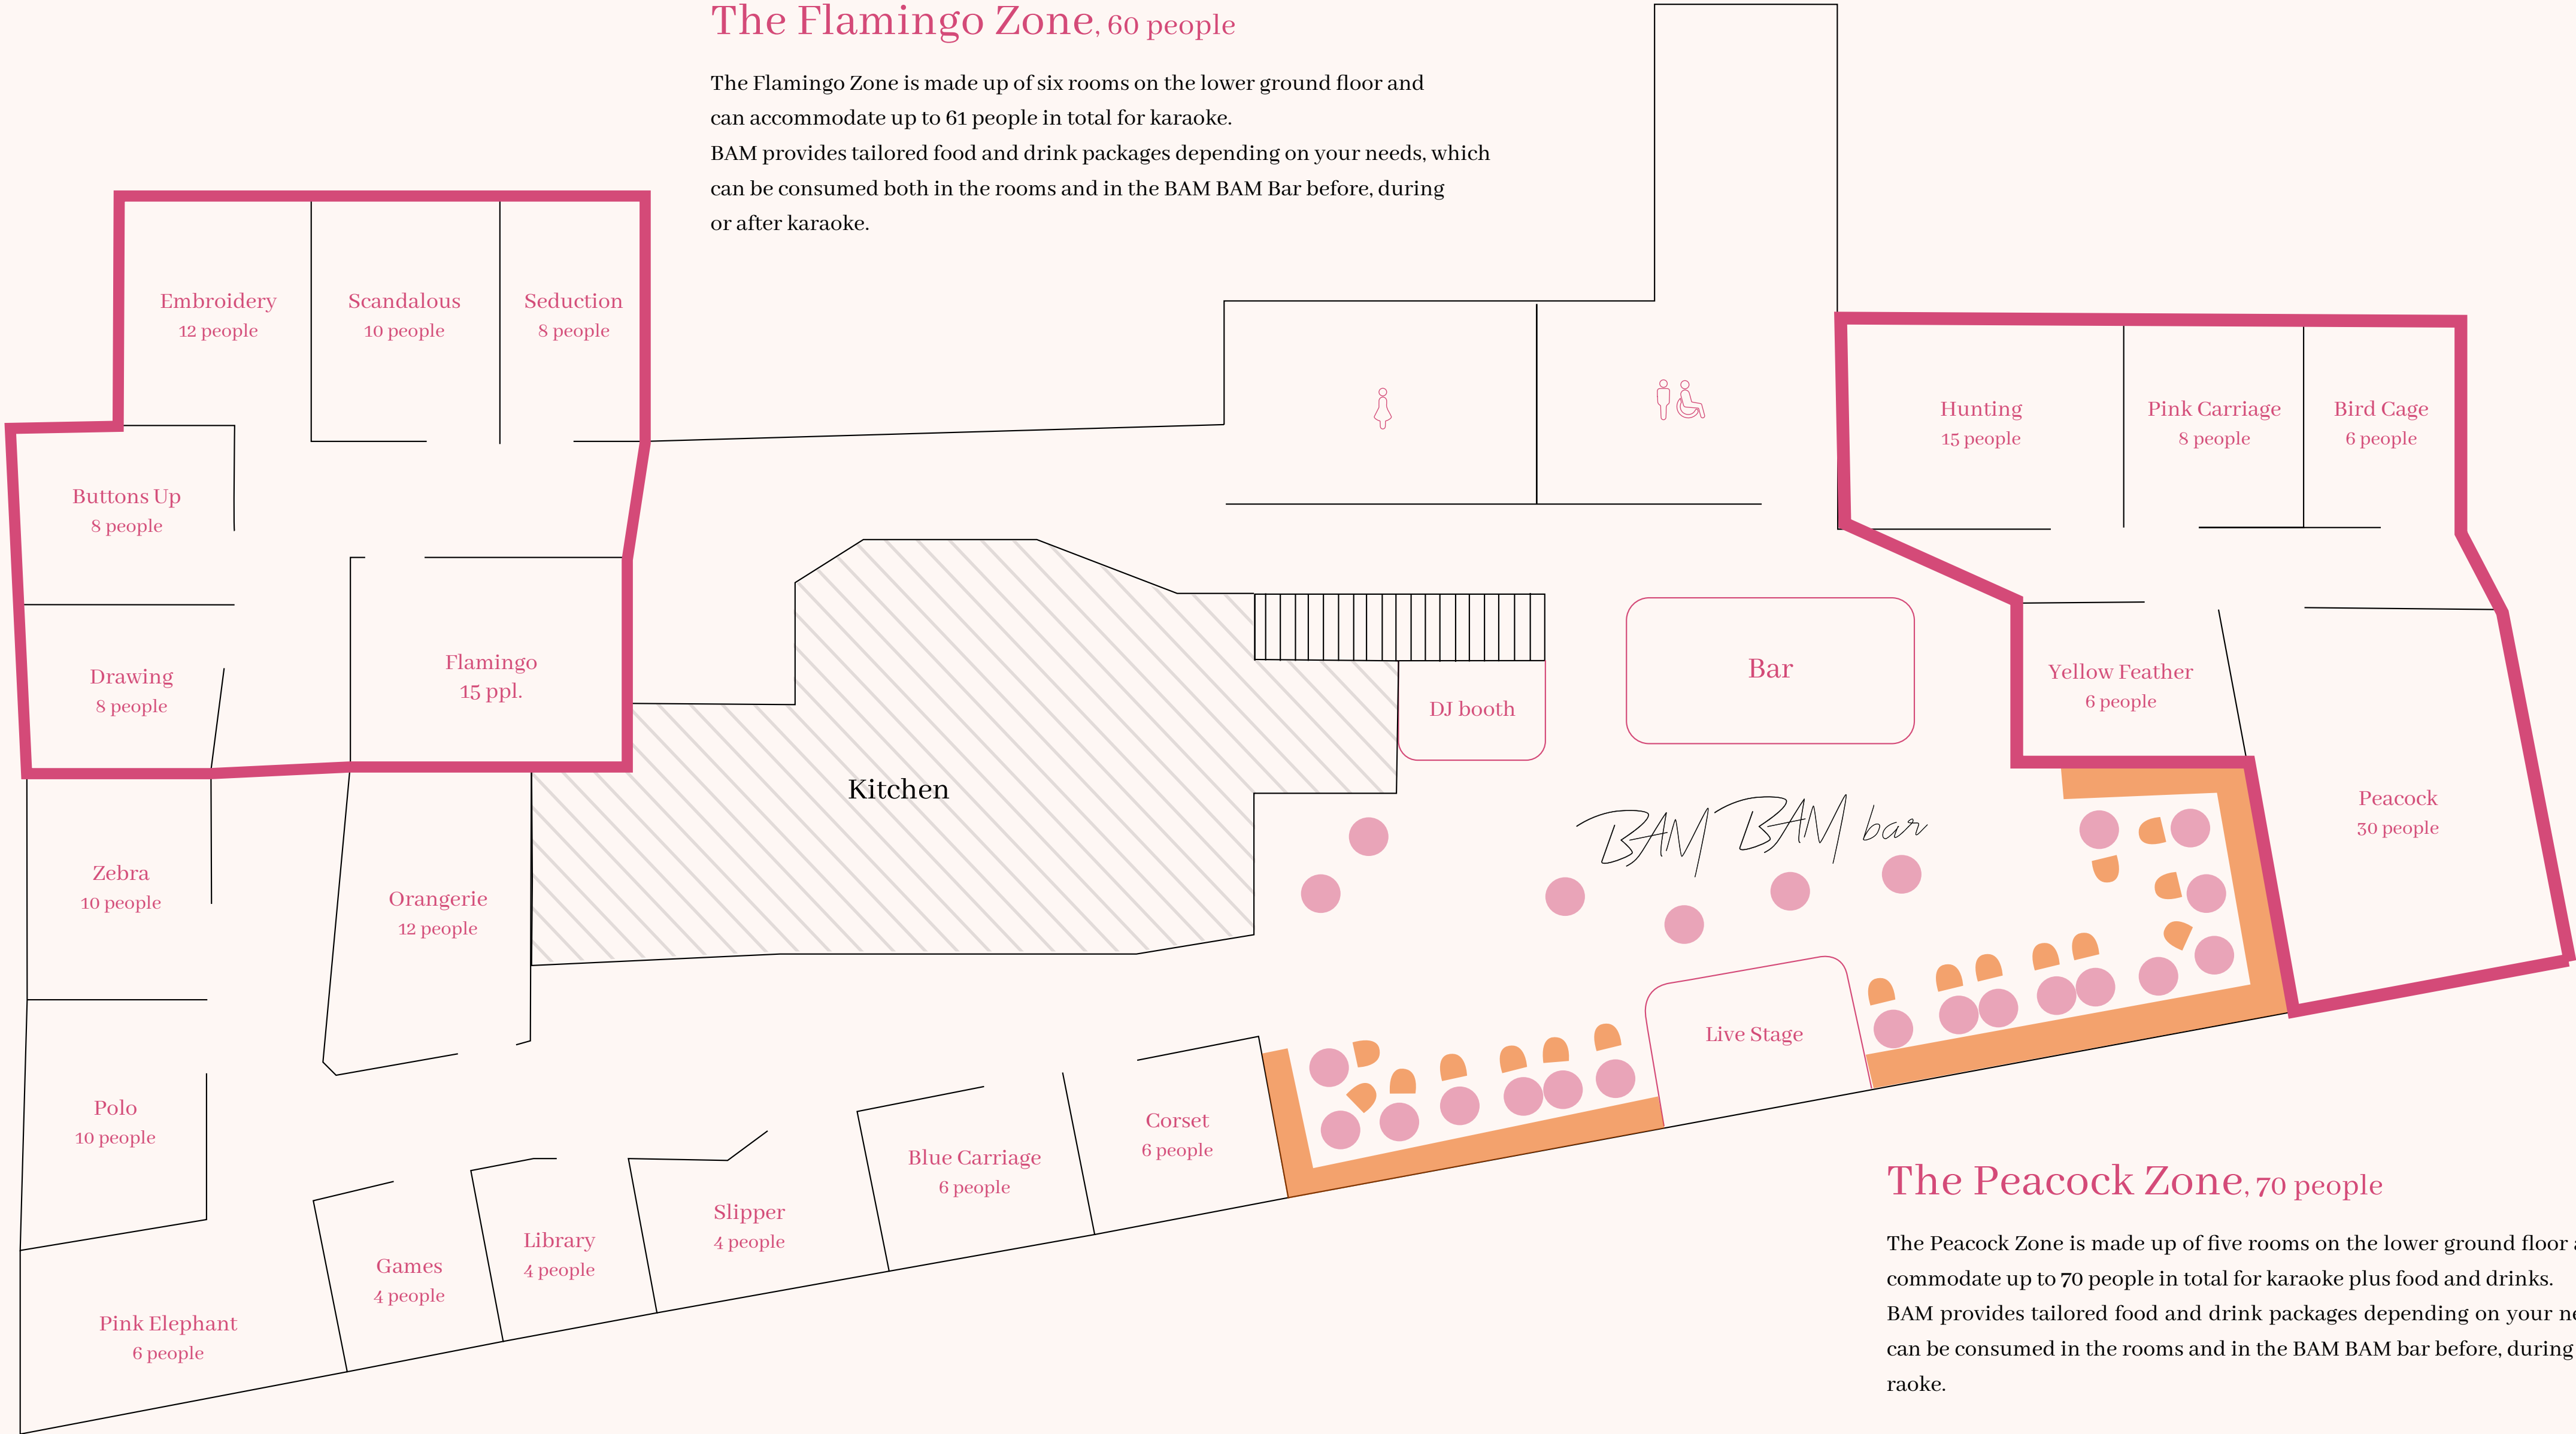 The Flamingo Zone, 60 people
The Flamingo Zone is made up of six rooms on the lower ground floor and
can accommodate up to 61 people in total for karaoke.
BAM provides tailored food and drink packages depending on your needs, which
can be consumed both in the rooms and in the BAM BAM Bar before, during
or after karaoke.
Embroidery
12 people
Scandalous
10 people
Seduction
8 people
Buttons Up
8 people
Drawing
8 people
Flamingo
15 ppl.
Hunting
15 people
Pink Carriage
8 people
Bird Cage
6 people
Yellow Feather
6 people
Peacock
30 people
Bar
DJ booth
Kitchen
BAM BAM bar
Live Stage
Zebra
10 people
Orangerie
12 people
Polo
10 people
Pink Elephant
6 people
Games
4 people
Library
4 people
Slipper
4 people
Blue Carriage
6 people
Corset
6 people
The Peacock Zone, 70 people
The Peacock Zone is made up of five rooms on the lower ground floor
commodate up to 70 people in total for karaoke plus food and drinks.
BAM provides tailored food and drink packages depending on your
can be consumed in the rooms and in the BAM BAM bar before, during
raoke.